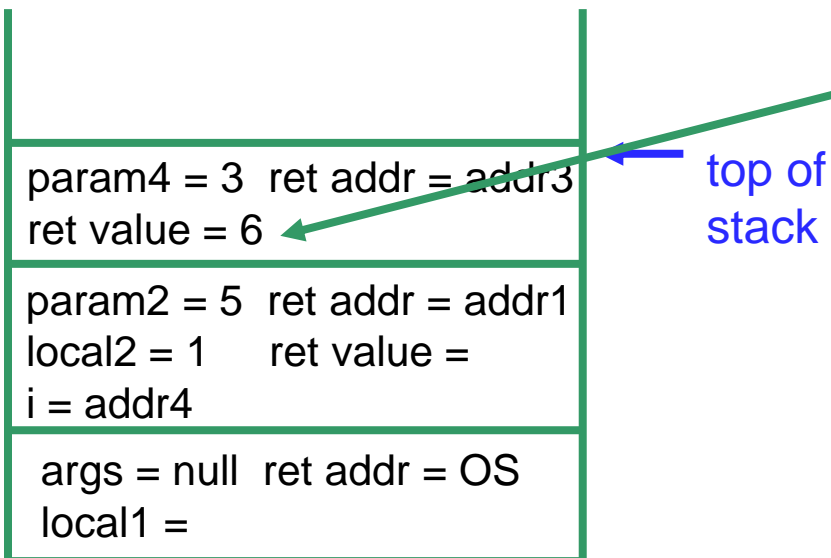 param4 = 3 ret addr = addr3
ret value = 6
top of
stack
param2 = 5 ret addr = addr1
local2 = 1 ret value =
i = addr4
args = null ret addr = OS
local1 =